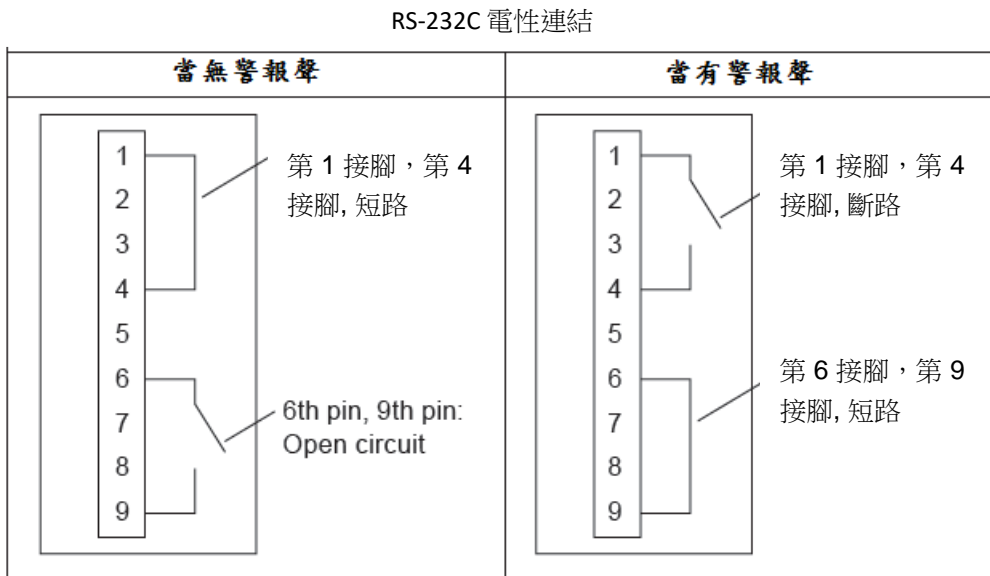 RS-232C 電性連結
當無警報聲
當有警報聲
1
2
3
4
5
6
7
8
9
第 1 接腳，第 4
接腳, 短路
6th pin, 9th pin:
Open circuit
1
2
3
4
5
6
7
8
9
第 1 接腳，第 4
接腳, 斷路
第 6 接腳，第 9
接腳, 短路